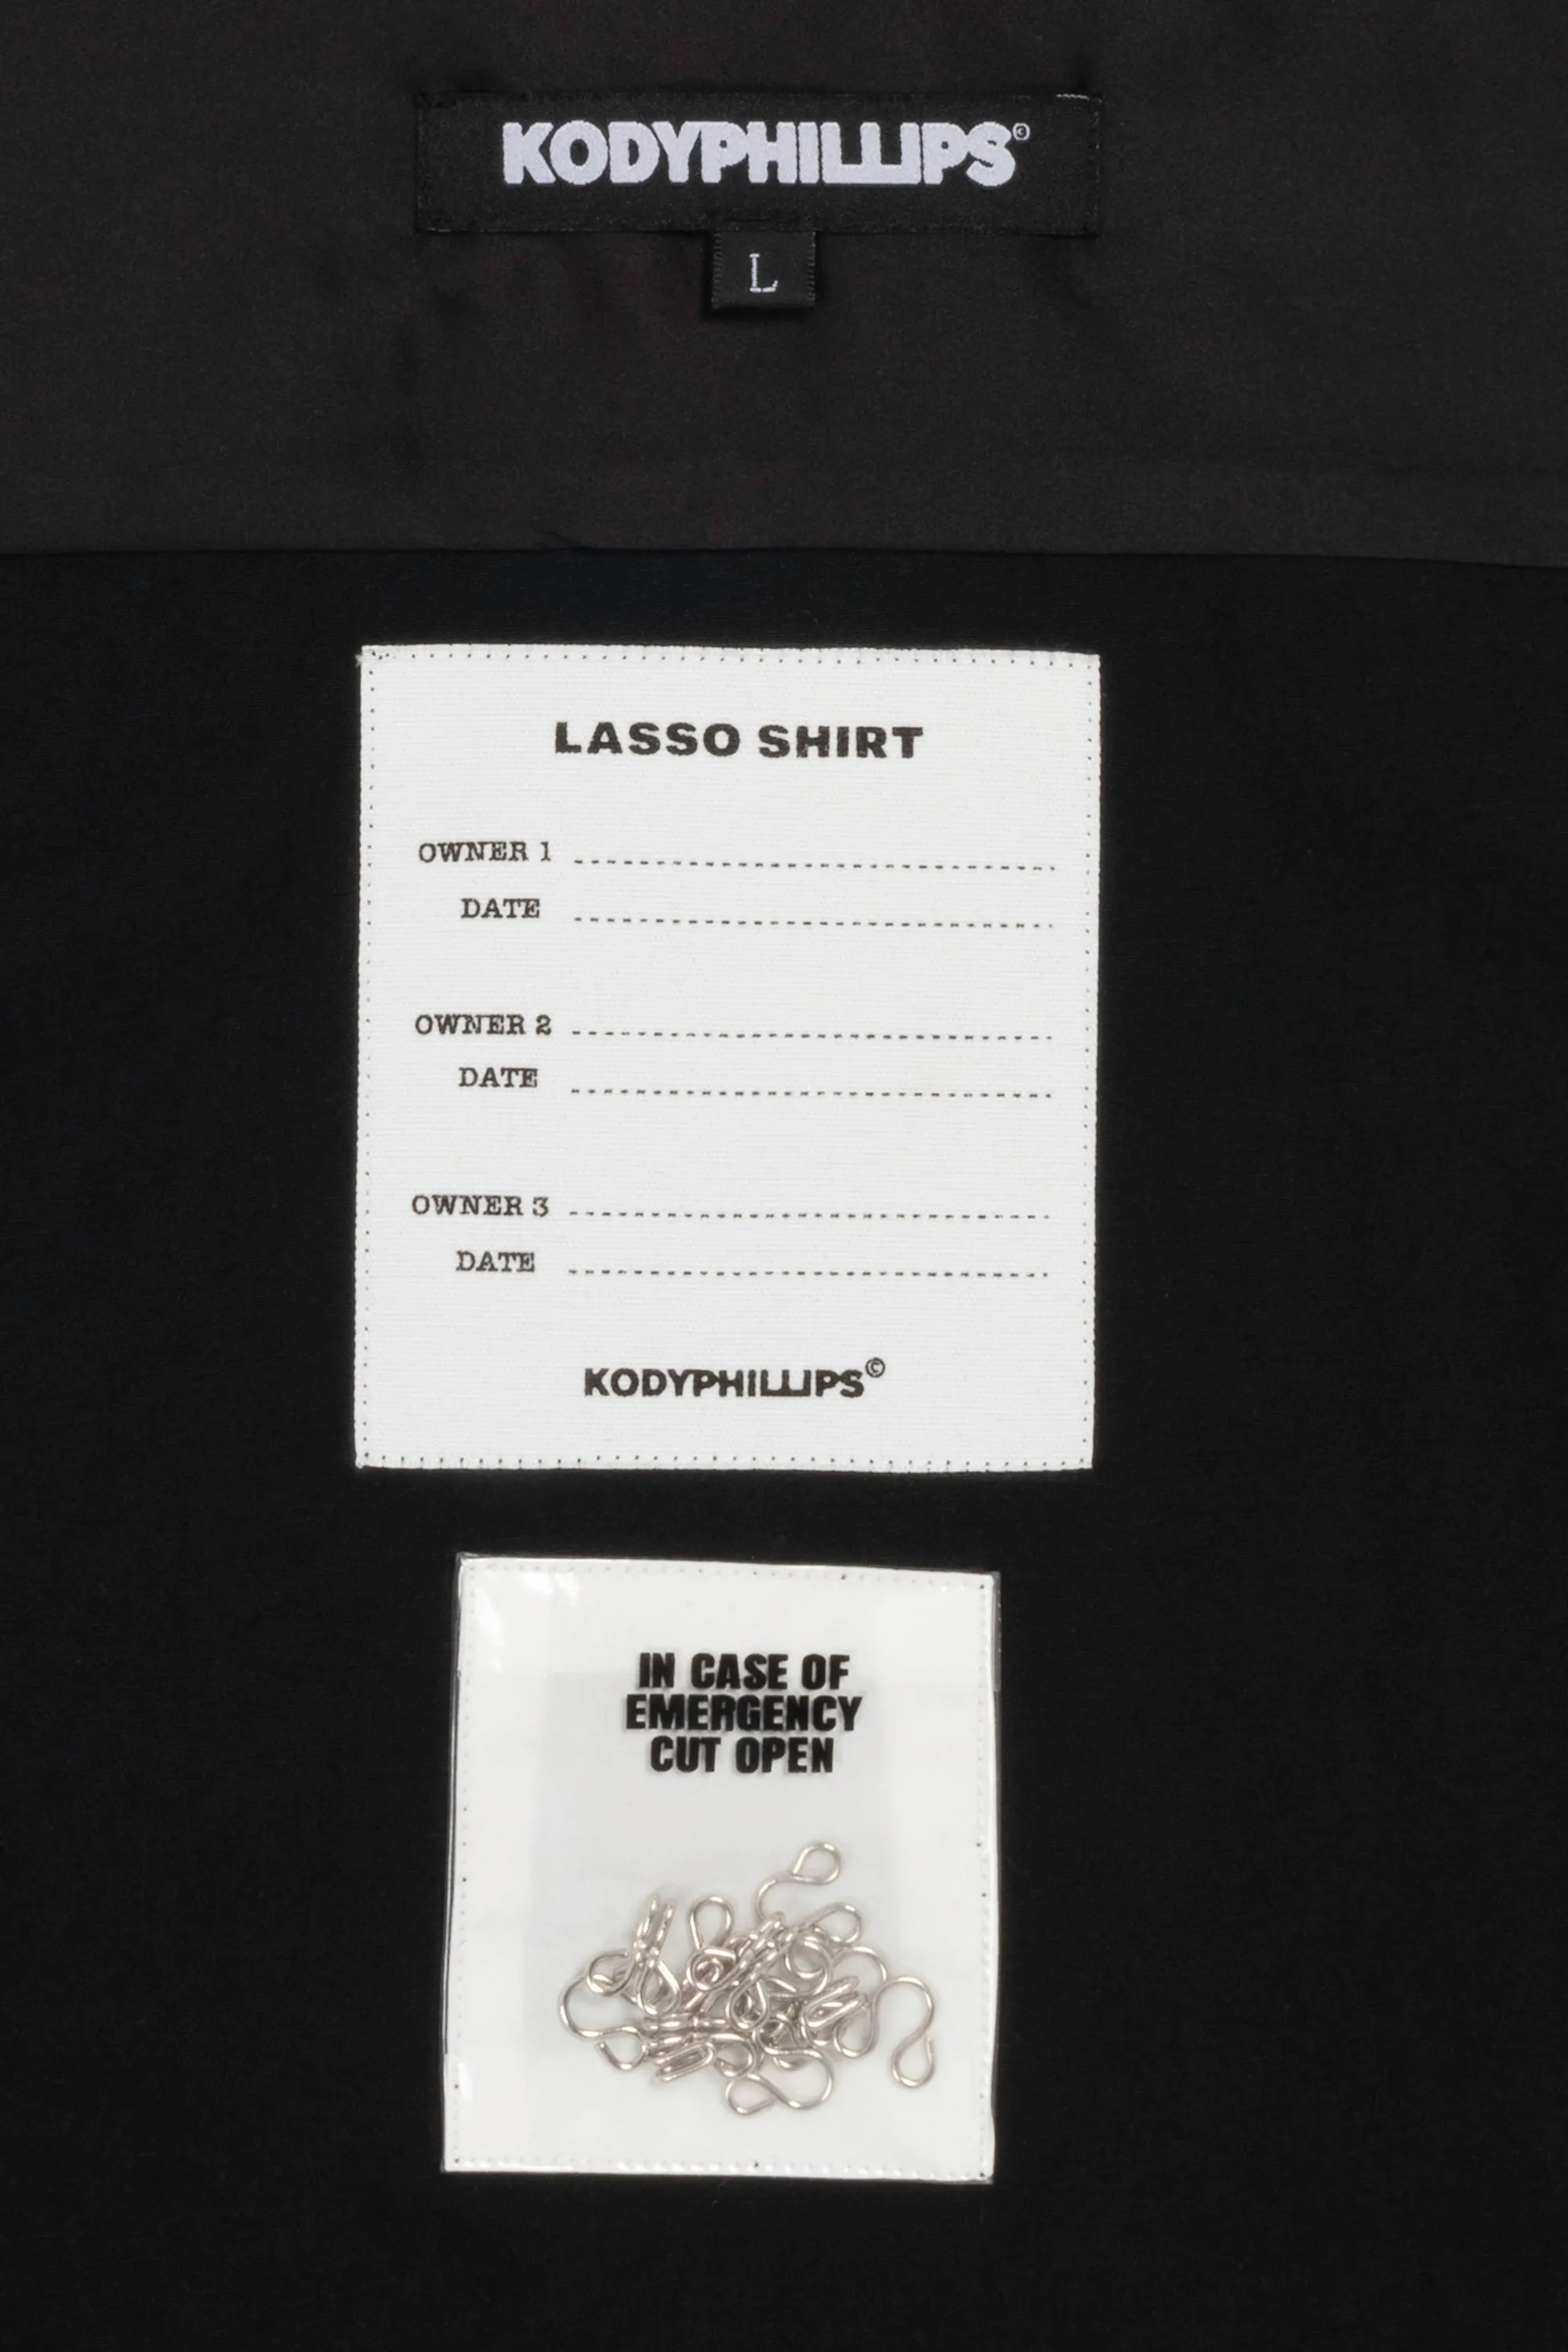 KODYPHILLIPS©
L
LASSO SHIRT
OWNER 1
DATE
OWNER 2
DATE
OWNER 3
DATE
KODYPHILLIPS©
IN CASE OF
EMERGENCY
CUT OPEN